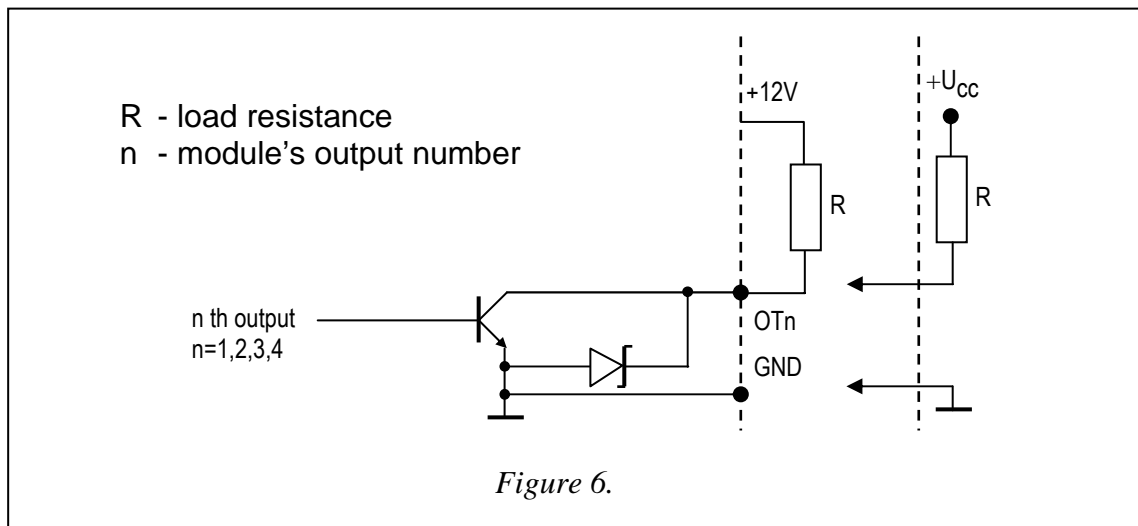 R - load resistance
n - module's output number
+12V
+Ucc
R
R
n th output
n=1,2,3,4
OTn
GND
Figure 6.